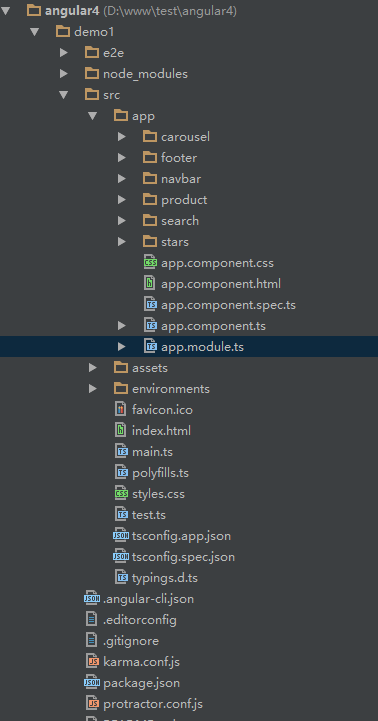 angular4 (D:\www\test\angular4)
demo1
e2e
node_modules
src
app
carousel
footer
navbar
product
search
stars
app.component.css
app.component.html
app.component.spec.ts
app.component.ts
app.module.ts
assets
environments
favicon.ico
index.html
main.ts
polyfills.ts
styles.css
test.ts
tsconfig.app.json
tsconfig.spec.json
typings.d.ts
.angular-cli.json
.editorconfig
.gitignore
karma.conf.js
package.json
protractor.conf.js